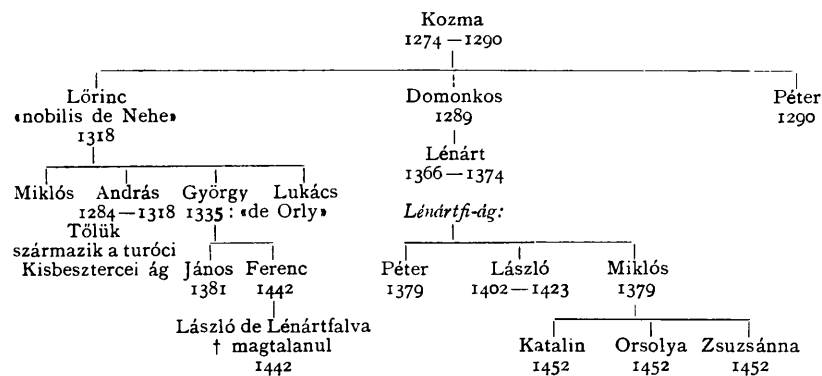 Kozma
1274—1290
Lőrinc Domonkos Péter
«nobilis de Nehe» 1289 1290
1318
Lénárt
1366—1374
Miklós András György Lukács
1284—1318 1335: «de Orly» Lénártfi-ág:
Tőlük
származik a turóci
Kisbesztercei ág János Ferenc Péter László Miklós
1381 1442 1379 1402—1423 1379
László de Lénártfalva
† magtalanul Katalin Orsolya Zsuzsánna
1442 1452 1452 1452